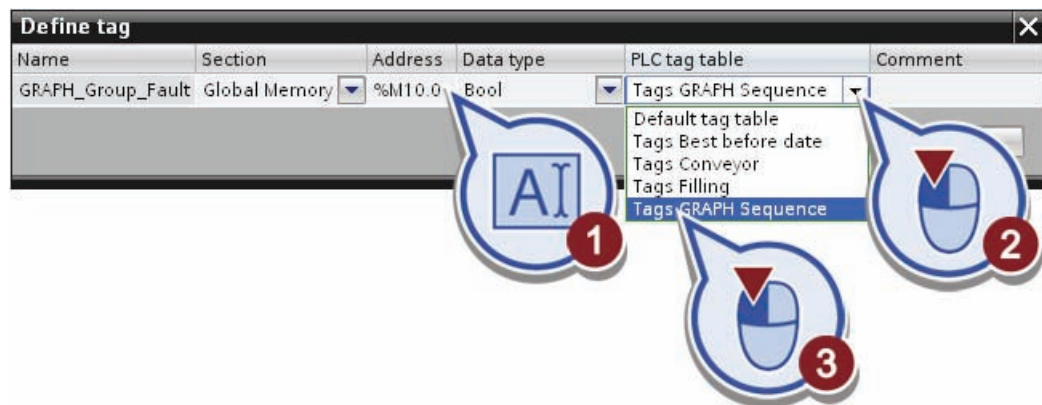 Define tag
Name Section Address Data type PLC tag table Comment
GRAPH_Group_Fault Global Memory %M10.0 Bool Tags GRAPH Sequence
Default tag table
Tags Best before date
Tags Conveyor
Tags Filling
Tags GRAPH Sequence
AI
1
2
3